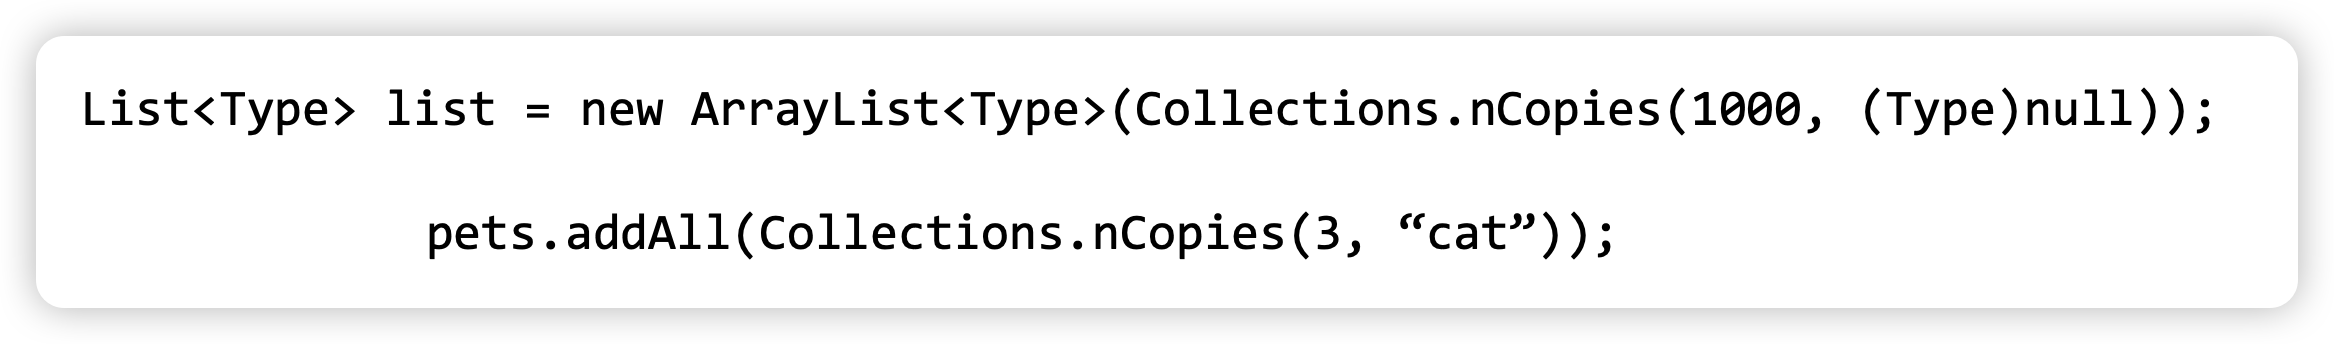 List<Type> list = new ArrayList<Type>(Collections.nCopies(1000, (Type)null));
pets.addAll(Collections.nCopies(3, “cat”));